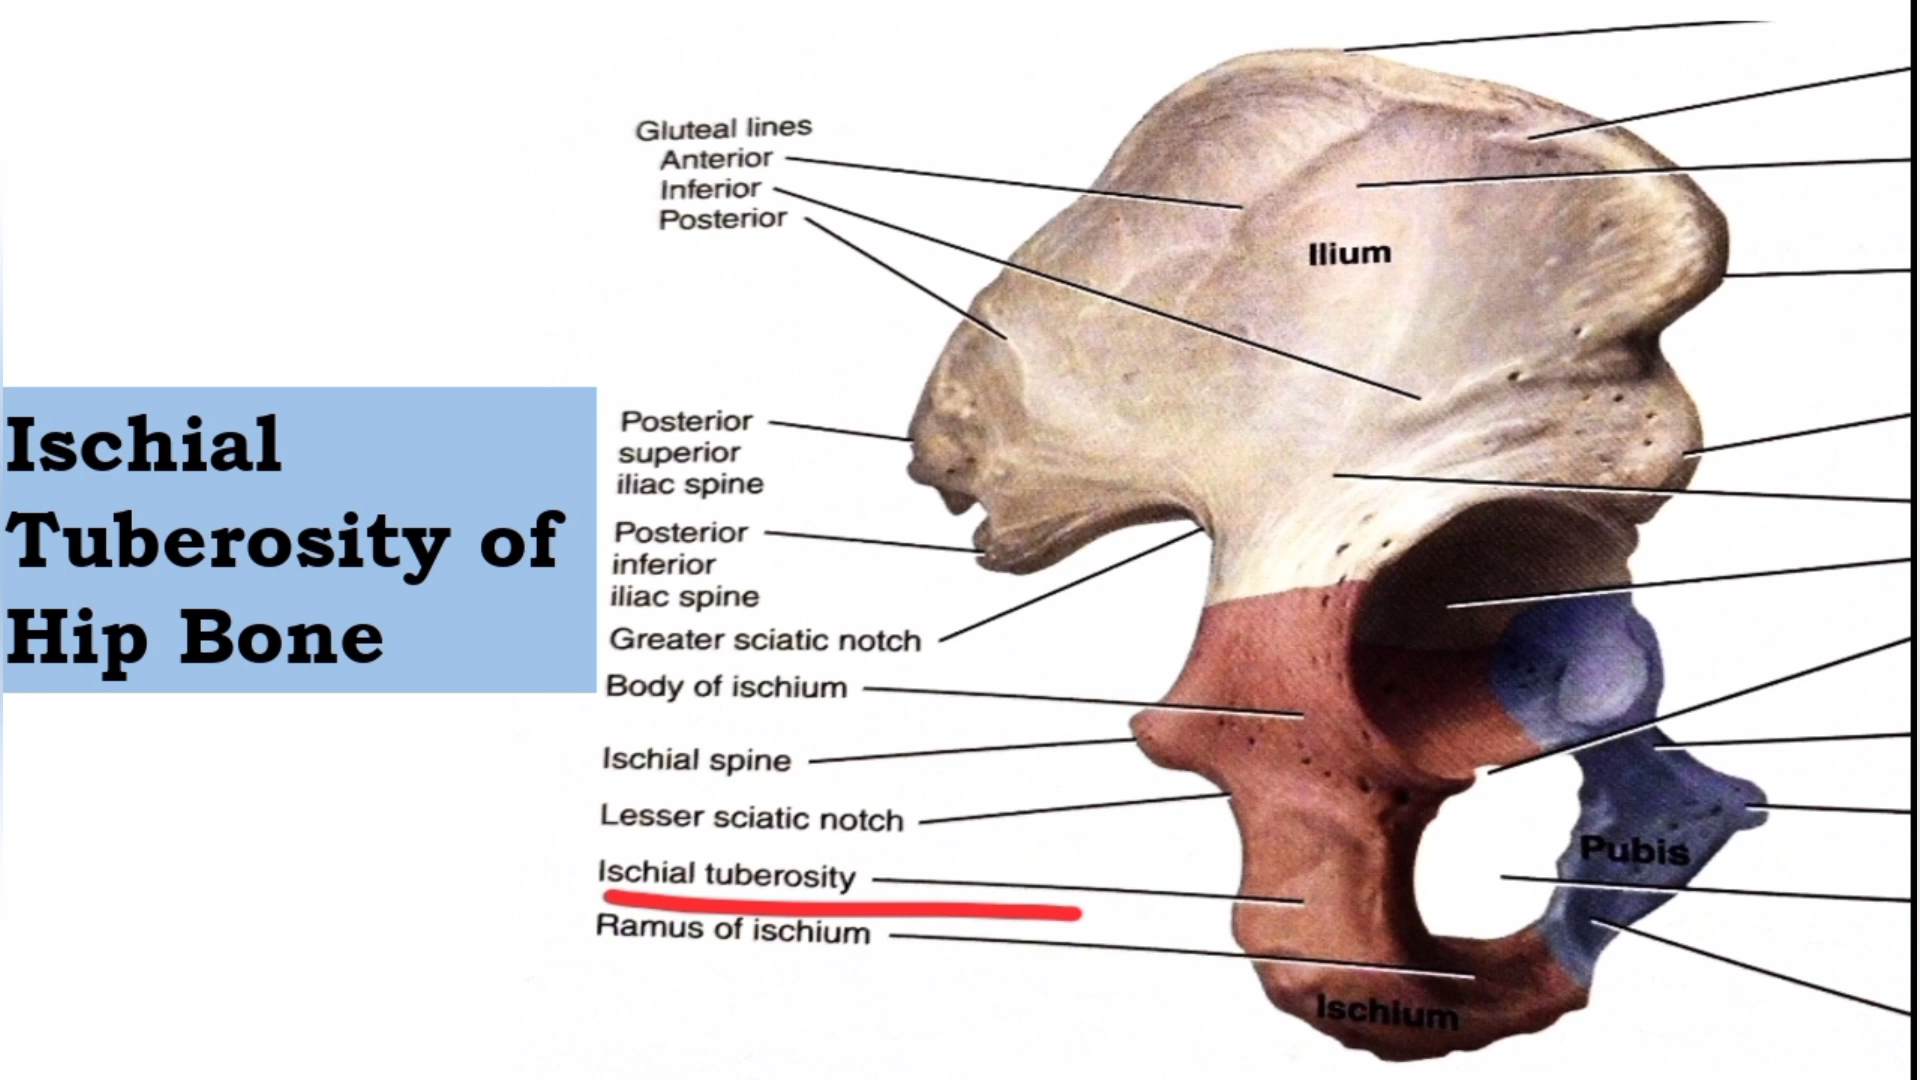 Ischial
Tuberosity of
Hip Bone
Gluteal lines
Anterior
Inferior
Posterior
Ilium
Posterior
superior
iliac spine
Posterior
inferior
iliac spine
Greater sciatic notch
Body of ischium
Ischial spine
Lesser sciatic notch
Pubis
Ischial tuberosity
Ramus of ischium
Ischium